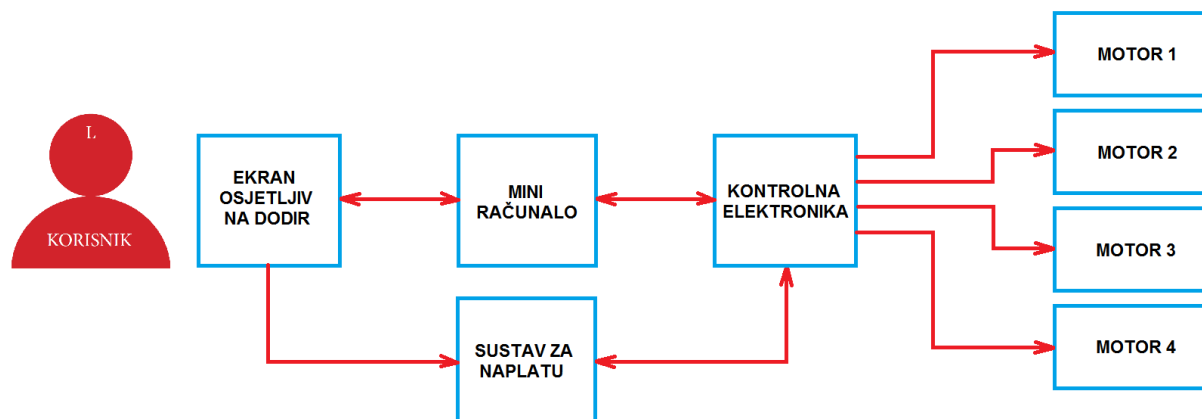 I.
KORISNIK
EKRAN
OSJETLJIV
NA DODIR
MINI
RAČUNALO
KONTROLNA
ELEKTRONIKA
SUSTAV ZA
NAPLATU
MOTOR 1
MOTOR 2
MOTOR 3
MOTOR 4